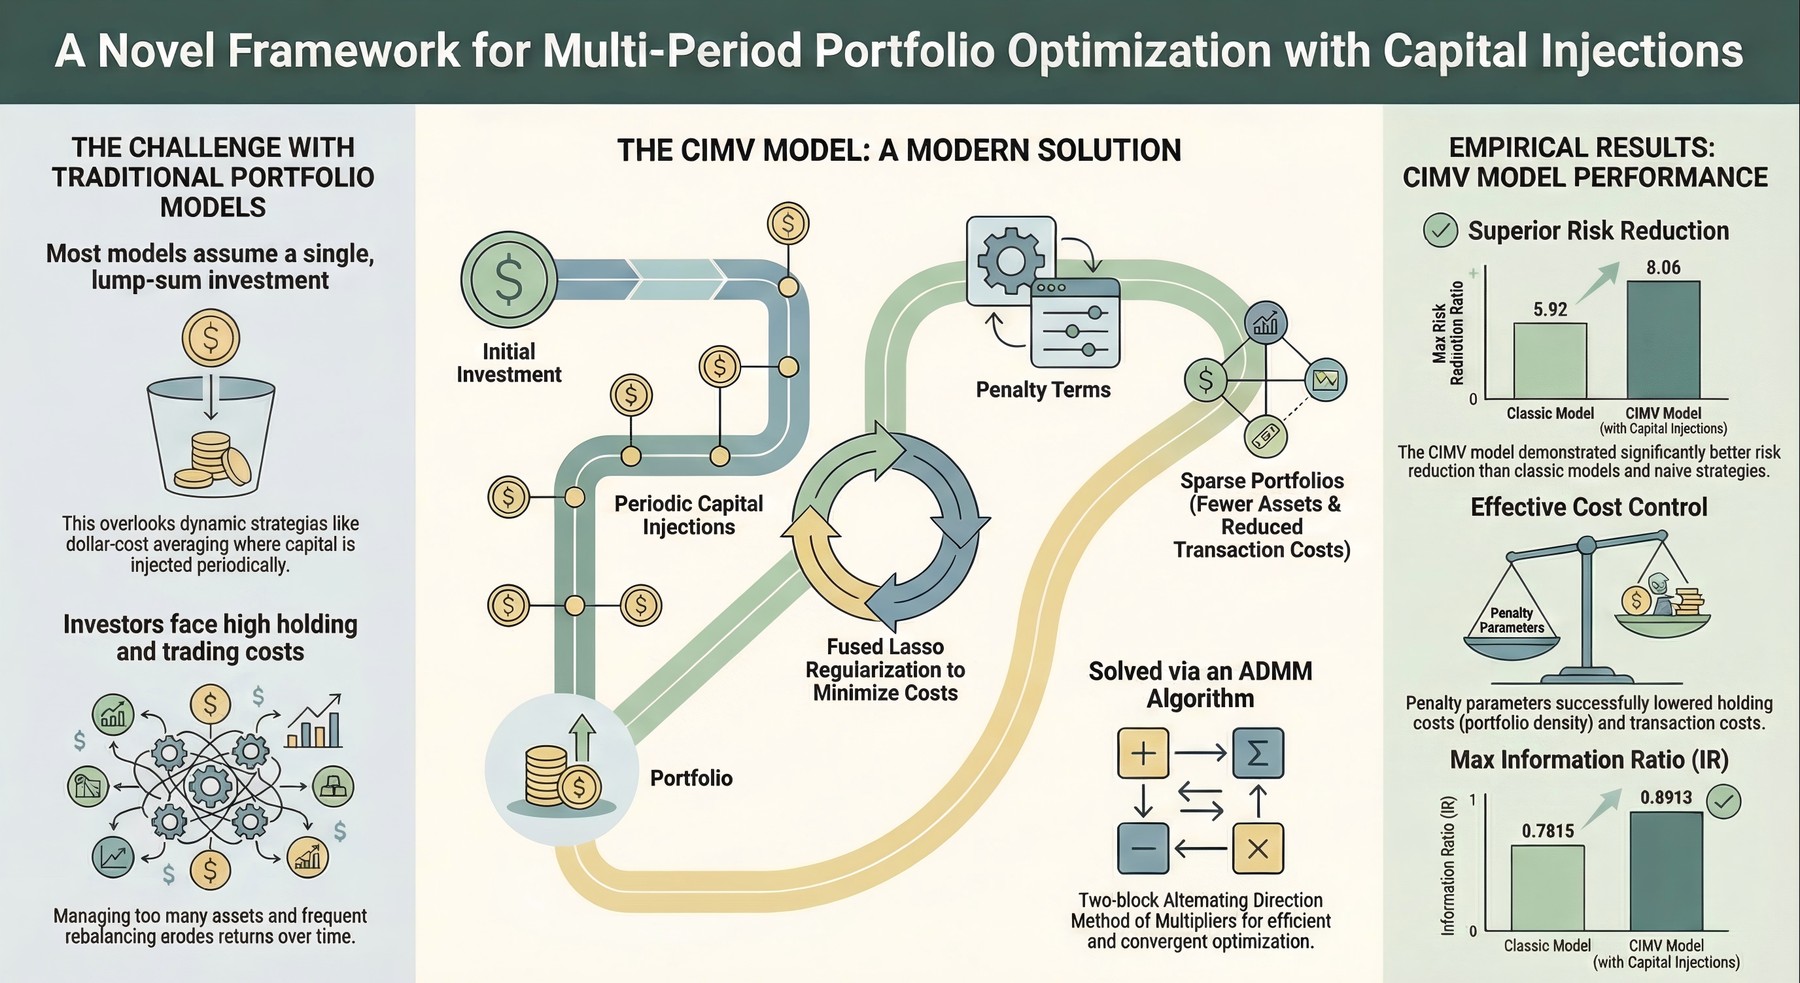 A Novel Framework for Multi-Period Portfolio Optimization with Capital Injections
THE CHALLENGE WITH
TRADITIONAL PORTFOLIO
MODELS
Most models assume a single,
lump-sum investment
$
This overlooks dynamic strategias like
dollar-cost averaging where capital is
injected periodically.
Investors face high holding
and trading costs
$
$
$
$
$
$
Managing too many assets and frequent
rebalancing erodes returns over time.
THE CIMV MODEL: A MODERN SOLUTION
$
Initial
Investment
$
$
$
$
Periodic Capital
Injections
$
$
$
Portfolio
Fused Lasso
Regularization to
Minimize Costs
Penalty Terms
$
Sparse Portfolios
(Fewer Assets &
Reduced
Transaction Costs)
Solved via an ADMM
Algorithm
+ Σ
− ×
Two-block Alternating Direction
Method of Multipliers for efficient
and convergent optimization.
EMPIRICAL RESULTS:
CIMV MODEL PERFORMANCE
Superior Risk Reduction
+
8.06
5.92
Max Risk
Ratio
0
Classic Model
CIMV Model
(with Capital Injections)
The CIMV model demonstrated significantly better risk
reduction than classic models and naive strategies.
Effective Cost Control
Penalty
Parameters
$
Penalty parameters successfully lowered holding
costs (portfolio density) and transaction costs.
Max Information Ratio (IR)
1
0.8913
0.7815
Information Ratio (IR)
0
Classic Model
CIMV Model
(with Capital Injections)